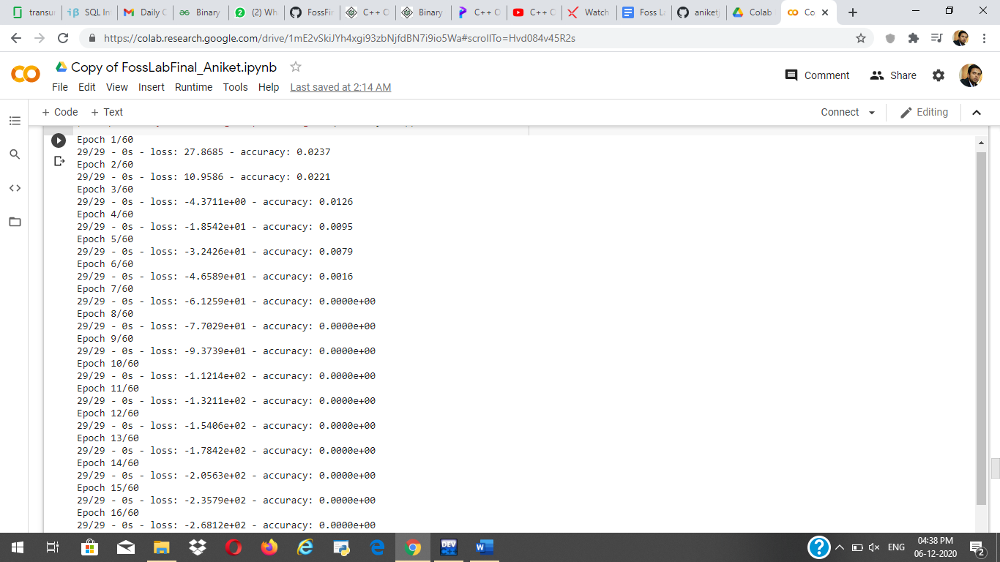 transur
SQL In
Daily C
Binary
(2) Wh
FossFir
C++ C
Binary
C++ C
C++ C
Watch
Foss La
aniketj
Colab
Co
https://colab.research.google.com/drive/1mE2vSkiJYh4xgi93zbNjfdBN7i9io5Wa#scrollTo=Hvd084v45R2s
Copy of FossLabFinal_Aniket.ipynb
Comment
Share
File Edit View Insert Runtime Tools Help Last saved at 2:14 AM
+ Code + Text
Connect
Editing
Epoch 1/60
29/29 - 0s - loss: 27.8685 - accuracy: 0.0237
Epoch 2/60
29/29 - 0s - loss: 10.9586 - accuracy: 0.0221
Epoch 3/60
29/29 - 0s - loss: -4.3711e+00 - accuracy: 0.0126
Epoch 4/60
29/29 - 0s - loss: -1.8542e+01 - accuracy: 0.0095
Epoch 5/60
29/29 - 0s - loss: -3.2426e+01 - accuracy: 0.0079
Epoch 6/60
29/29 - 0s - loss: -4.6589e+01 - accuracy: 0.0016
Epoch 7/60
29/29 - 0s - loss: -6.1259e+01 - accuracy: 0.0000e+00
Epoch 8/60
29/29 - 0s - loss: -7.7029e+01 - accuracy: 0.0000e+00
Epoch 9/60
29/29 - 0s - loss: -9.3739e+01 - accuracy: 0.0000e+00
Epoch 10/60
29/29 - 0s - loss: -1.1214e+02 - accuracy: 0.0000e+00
Epoch 11/60
29/29 - 0s - loss: -1.3211e+02 - accuracy: 0.0000e+00
Epoch 12/60
29/29 - 0s - loss: -1.5406e+02 - accuracy: 0.0000e+00
Epoch 13/60
29/29 - 0s - loss: -1.7842e+02 - accuracy: 0.0000e+00
Epoch 14/60
29/29 - 0s - loss: -2.0563e+02 - accuracy: 0.0000e+00
Epoch 15/60
29/29 - 0s - loss: -2.3579e+02 - accuracy: 0.0000e+00
Epoch 16/60
29/29 - 0s - loss: -2.6812e+02 - accuracy: 0.0000e+00
DEV
C++
ENG
04:38 PM
06-12-2020
2